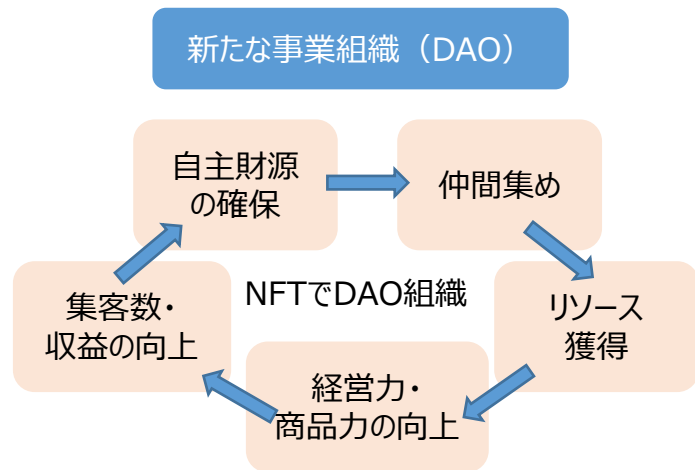 新たな事業組織（DAO）
自主財源
の確保
仲間集め
NFTでDAO組織
集客数・
収益の向上
リソース
獲得
経営力・
商品力の向上